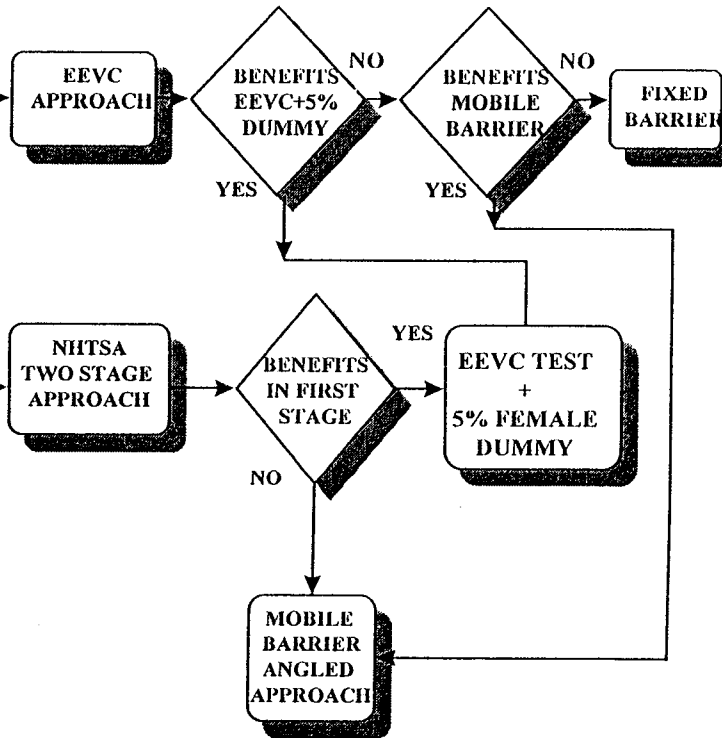 EEVC
APPROACH
BENEFITS
EEVC+5%
DUMMY
NO
YES
BENEFITS
MOBILE
BARRIER
NO
YES
FIXED
BARRIER
NHTSA
TWO STAGE
APPROACH
BENEFITS
IN FIRST
STAGE
YES
NO
EEVC TEST
+
5% FEMALE
DUMMY
MOBILE
BARRIER
ANGLED
APPROACH